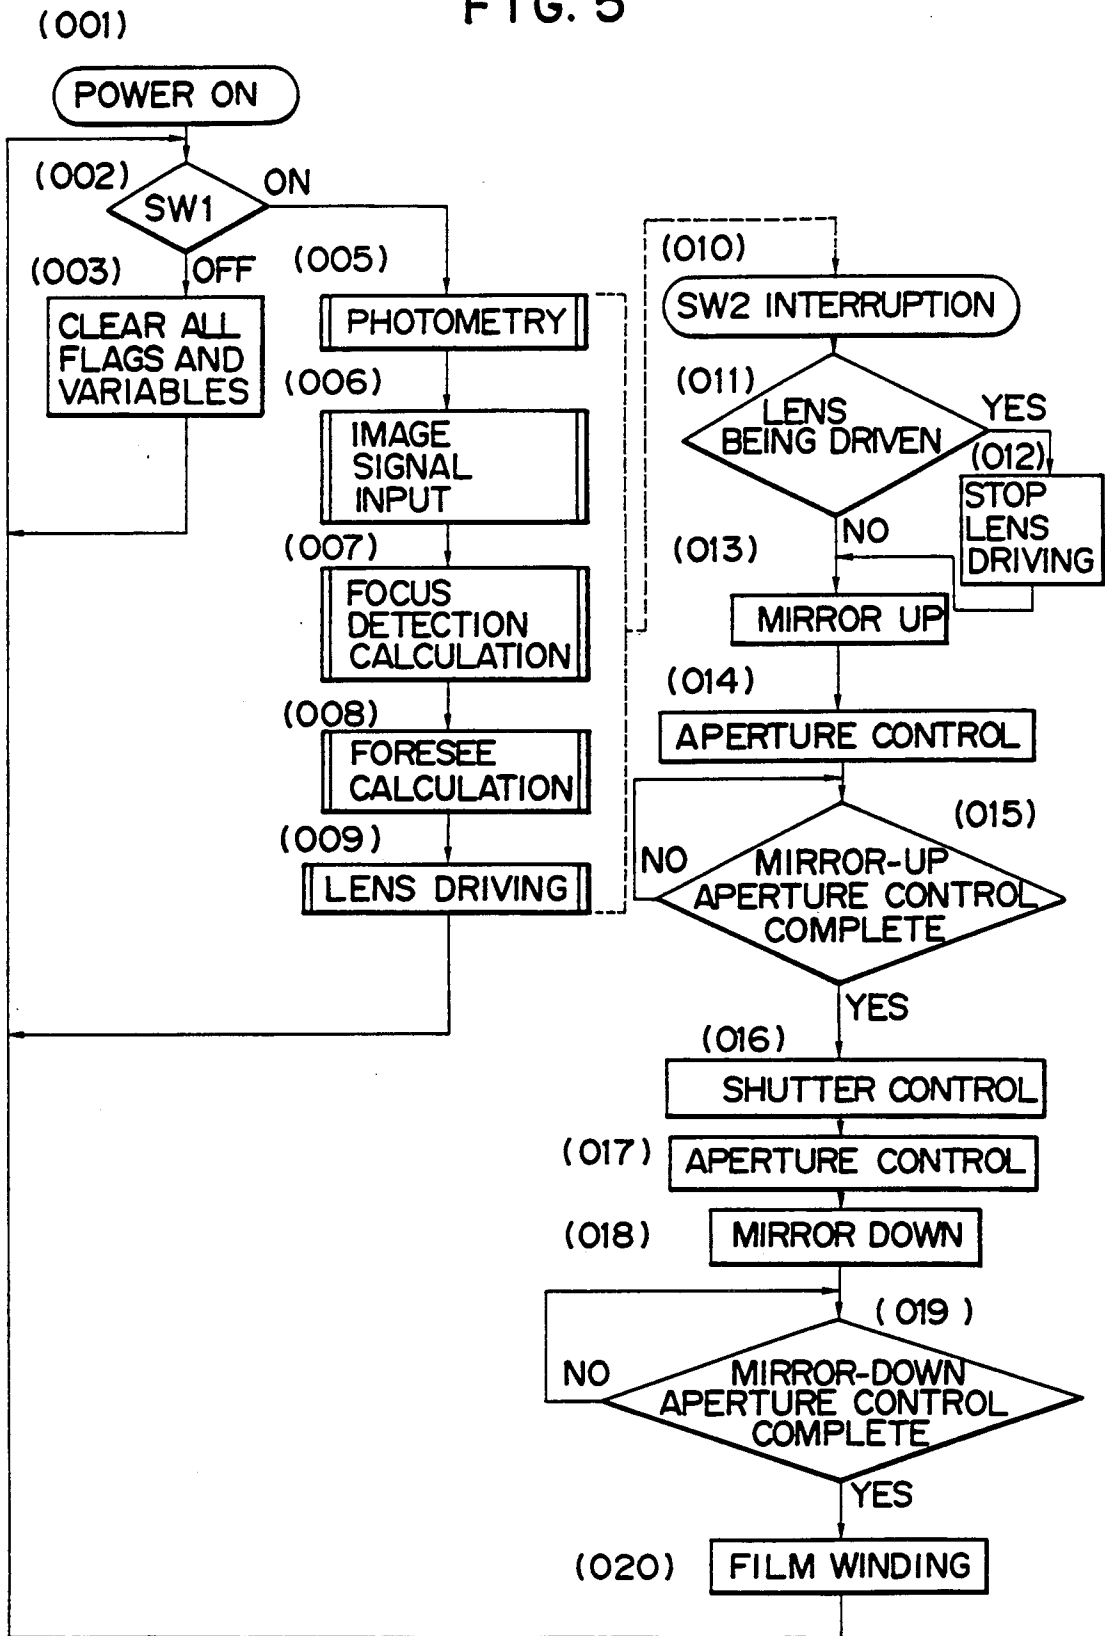 FIG. 5
(001)
POWER ON
(002)
SW1
ON
OFF
(003)
CLEAR ALL
FLAGS AND
VARIABLES
(005)
PHOTOMETRY
(006)
IMAGE
SIGNAL
INPUT
(007)
FOCUS
DETECTION
CALCULATION
(008)
FORESEE
CALCULATION
(009)
LENS DRIVING
(010)
SW2 INTERRUPTION
(011)
LENS
BEING DRIVEN
YES
(012)
STOP
LENS
DRIVING
NO
(013)
MIRROR UP
(014)
APERTURE CONTROL
(015)
NO
MIRROR-UP
APERTURE CONTROL
COMPLETE
YES
(016)
SHUTTER CONTROL
(017)
APERTURE CONTROL
(018)
MIRROR DOWN
(019)
NO
MIRROR-DOWN
APERTURE CONTROL
COMPLETE
YES
(020)
FILM WINDING